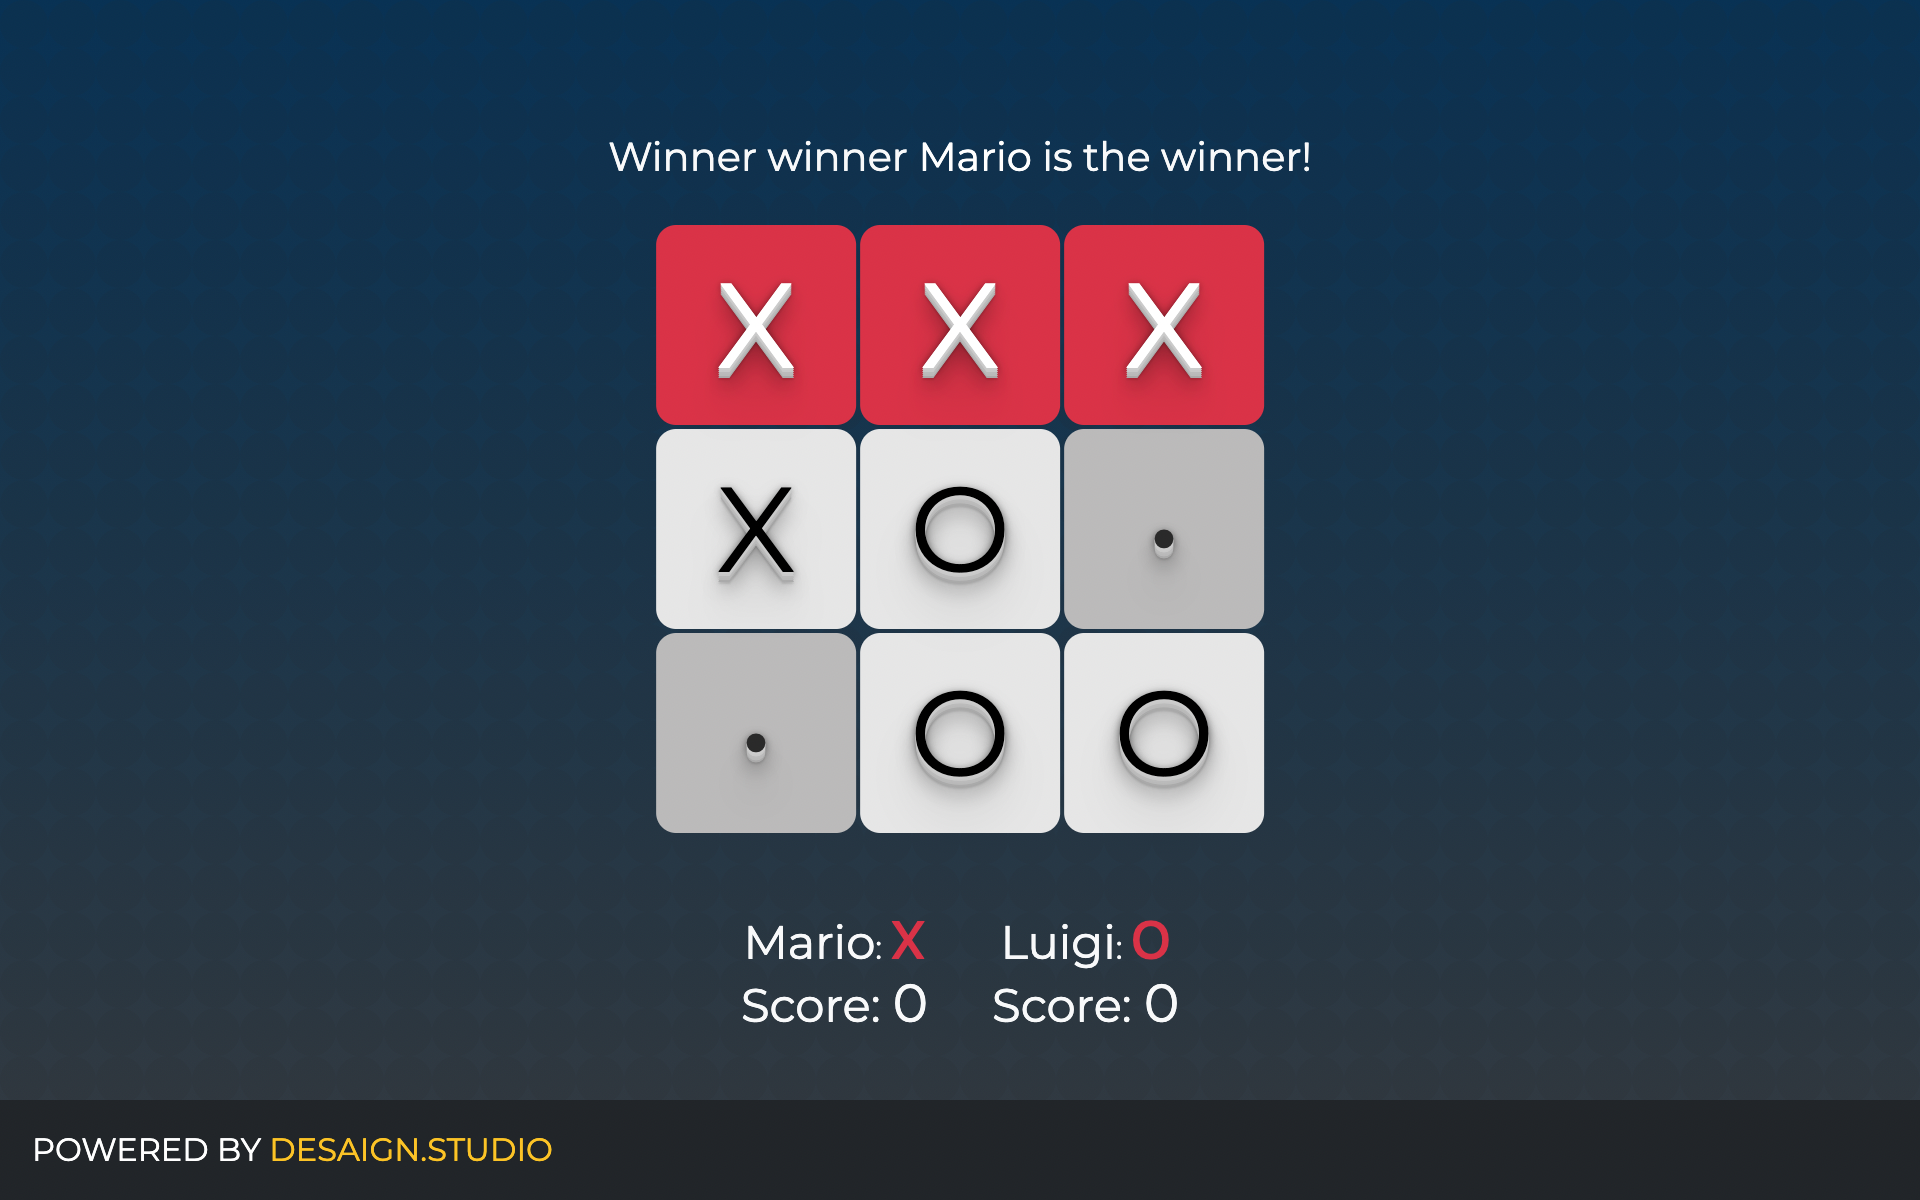 Winner winner Mario is the winner!
X X X
X O .
. O O
Mario: X Luigi: O
Score: 0 Score: 0
POWERED BY DESAIGN.STUDIO